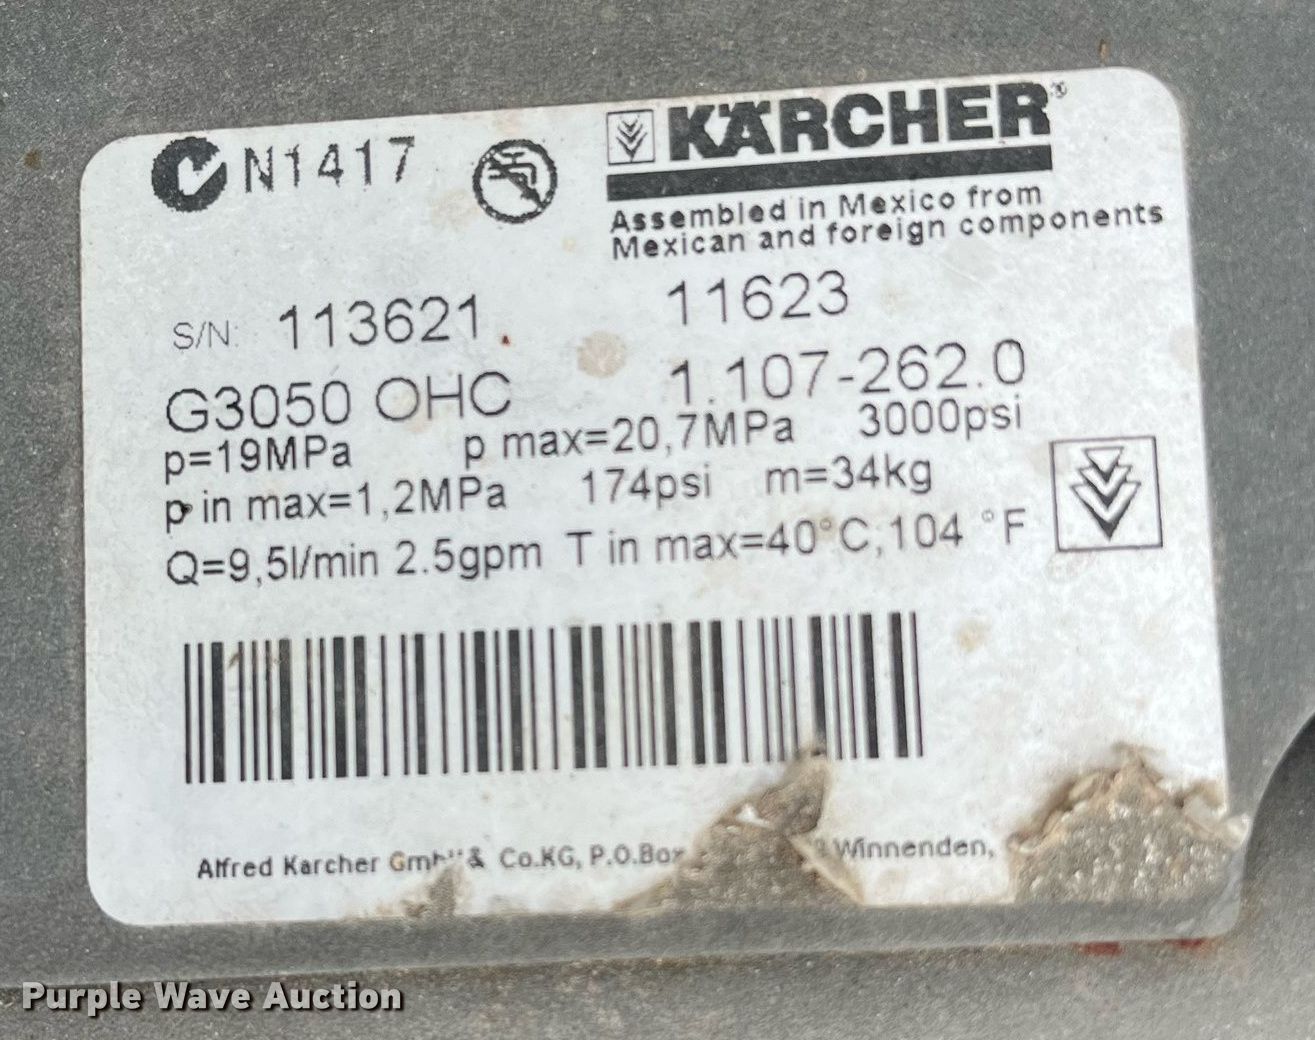 N1417
KÄRCHER®
Assembled in Mexico from
Mexican and foreign components
S/N: 113621. 11623
G3050 OHC 1.107-262.0
p=19MPa p max=20,7MPa 3000psi
p in max=1,2MPa 174psi m=34kg
Q=9,5l/min 2.5gpm T in max=40°C;104 °F
Alfred Karcher & Co.KG, P.O.Box Winnenden,
Purple Wave Auction